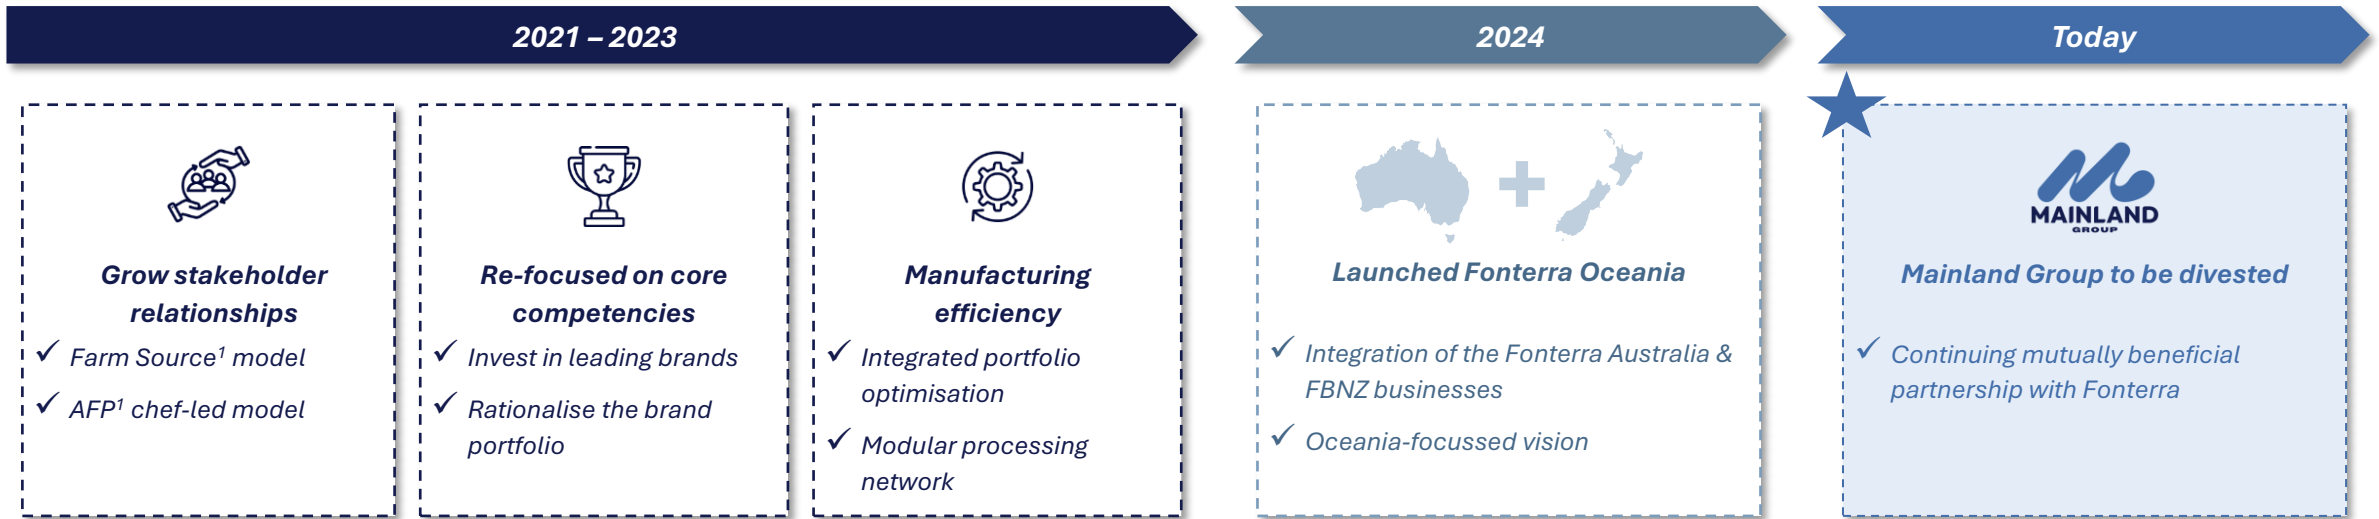 2021 – 2023
2024
Today
Grow stakeholder
relationships
✓ Farm Source¹ model
✓ AFP¹ chef-led model
Re-focused on core
competencies
✓ Invest in leading brands
✓ Rationalise the brand
portfolio
Manufacturing
efficiency
✓ Integrated portfolio
optimisation
✓ Modular processing
network
Launched Fonterra Oceania
✓ Integration of the Fonterra Australia &
FBNZ businesses
✓ Oceania-focussed vision
MAINLAND
GROUP
Mainland Group to be divested
✓ Continuing mutually beneficial
partnership with Fonterra